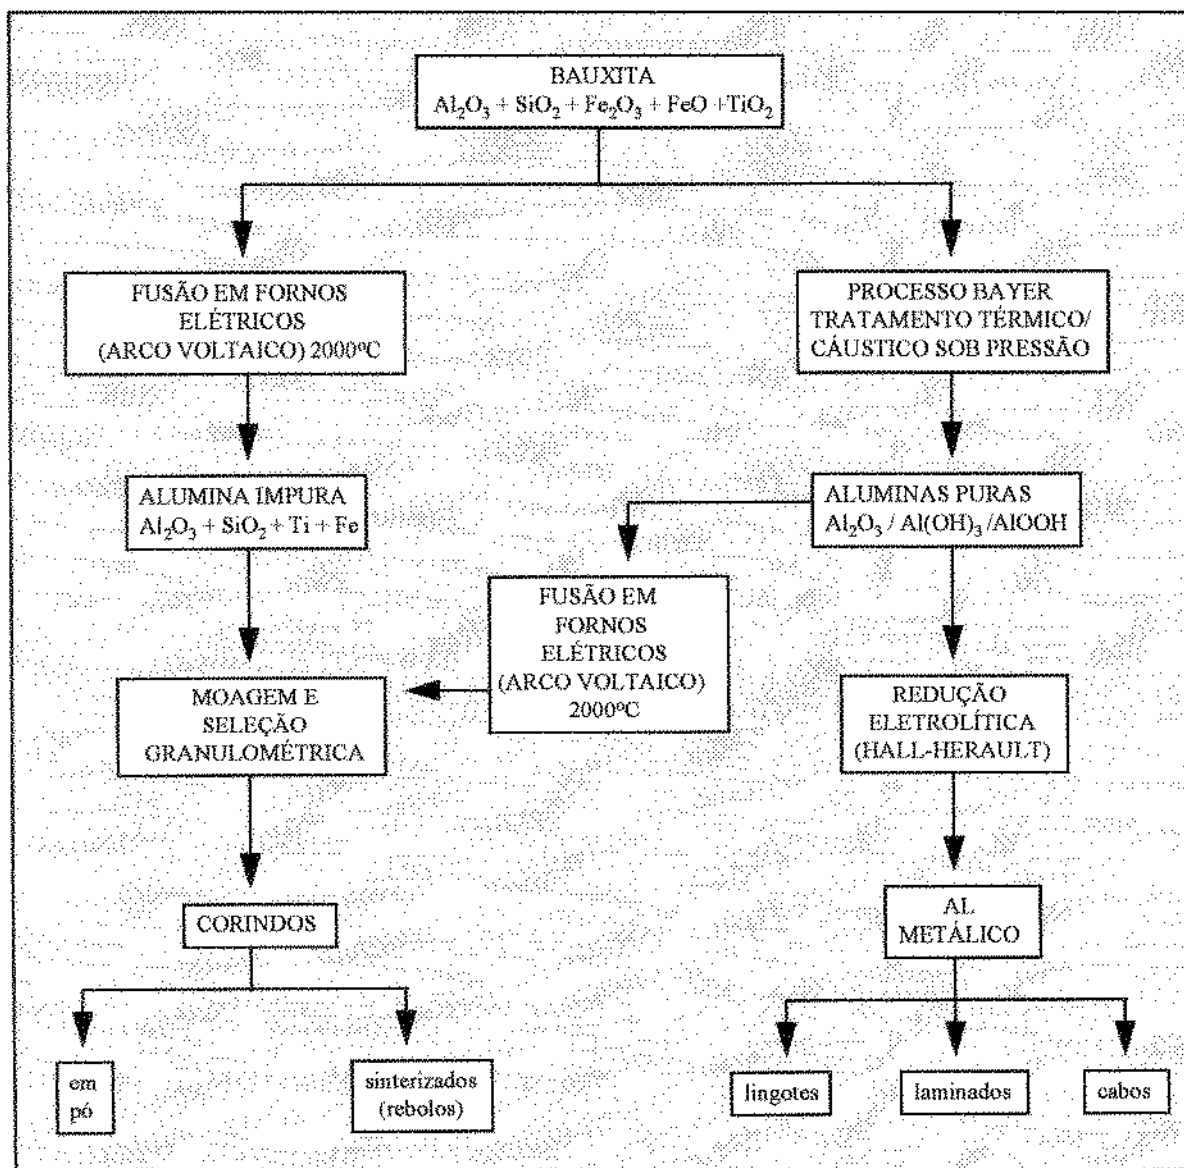 BAUXITA
Al₂O₃ + SiO₂ + Fe₂O₃ + FeO +TiO₂
FUSÃO EM FORNOS
ELÉTRICOS
(ARCO VOLTAICO) 2000ºC
PROCESSO BAYER
TRATAMENTO TÉRMICO/
CÁUSTICO SOB PRESSÃO
ALUMINA IMPURA
Al₂O₃ + SiO₂ + Ti + Fe
ALUMINAS PURAS
Al₂O₃ / Al(OH)₃ /AlOOH
FUSÃO EM
FORNOS
ELÉTRICOS
(ARCO VOLTAICO)
2000ºC
MOAGEM E
SELEÇÃO
GRANULOMÉTRICA
REDUÇÃO
ELETROLÍTICA
(HALL-HERAULT)
CORINDOS
AL
METÁLICO
em
pó
sinterizados
(rebolos)
lingotes
laminados
cabos